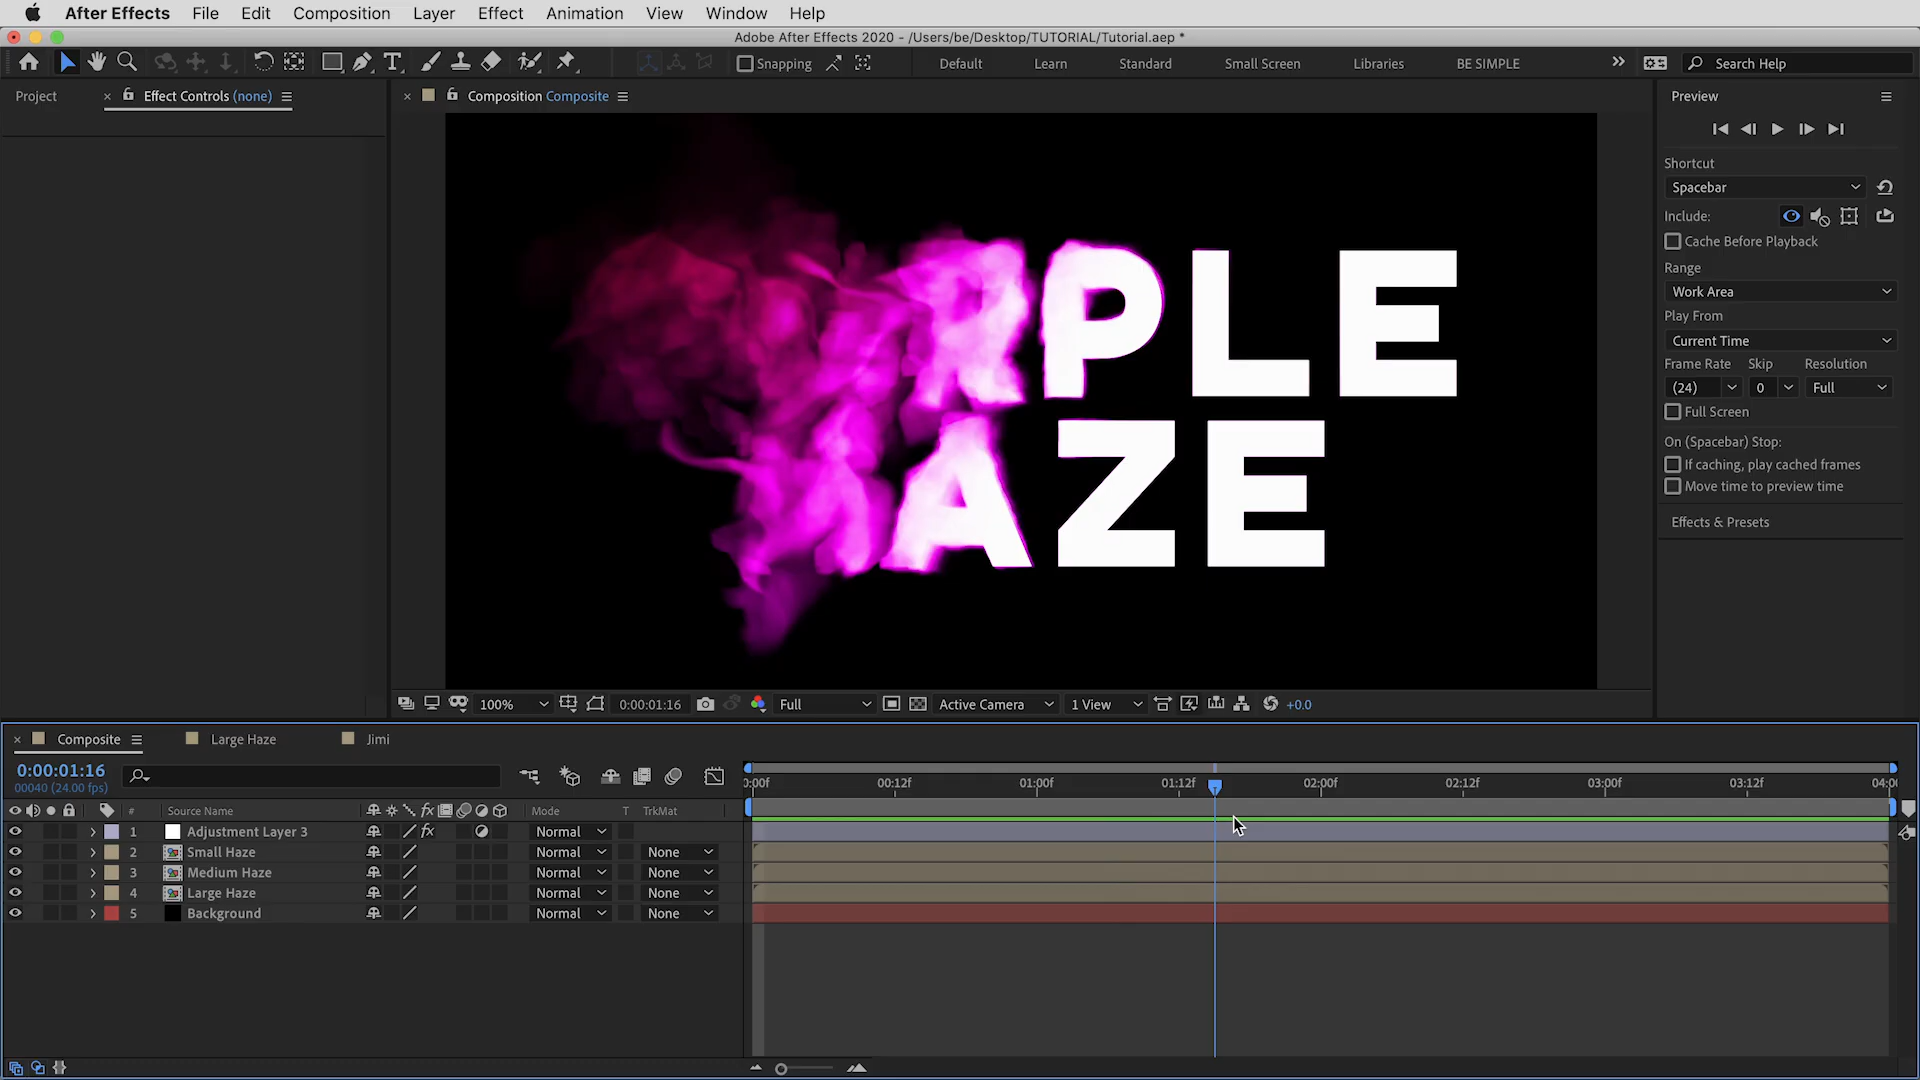 After Effects File Edit Composition Layer Effect Animation View Window Help
Adobe After Effects 2020 - /Users/be/Desktop/TUTORIAL/Tutorial.aep *
Snapping Default Learn Standard Small Screen Libraries BE SIMPLE Search Help
Project Effect Controls (none) Composition Composite Preview
Shortcut
Spacebar
Include:
Cache Before Playback
Range
Work Area
Play From
Current Time
Frame Rate Skip Resolution
(24) 0 Full
Full Screen
On (Spacebar) Stop:
If caching, play cached frames
Move time to preview time
Effects & Presets
RPLE
AZE
100% 0:00:01:16 Full Active Camera 1 View +0.0
Composite Large Haze Jimi
0:00:01:16
00040 (24.00 fps)
:00f 00:12f 01:00f 01:12f 02:00f 02:12f 03:00f 03:12f 04:00
# Source Name fx Mode T TrkMat
1 Adjustment Layer 3 fx Normal
2 Small Haze Normal None
3 Medium Haze Normal None
4 Large Haze Normal None
5 Background Normal None